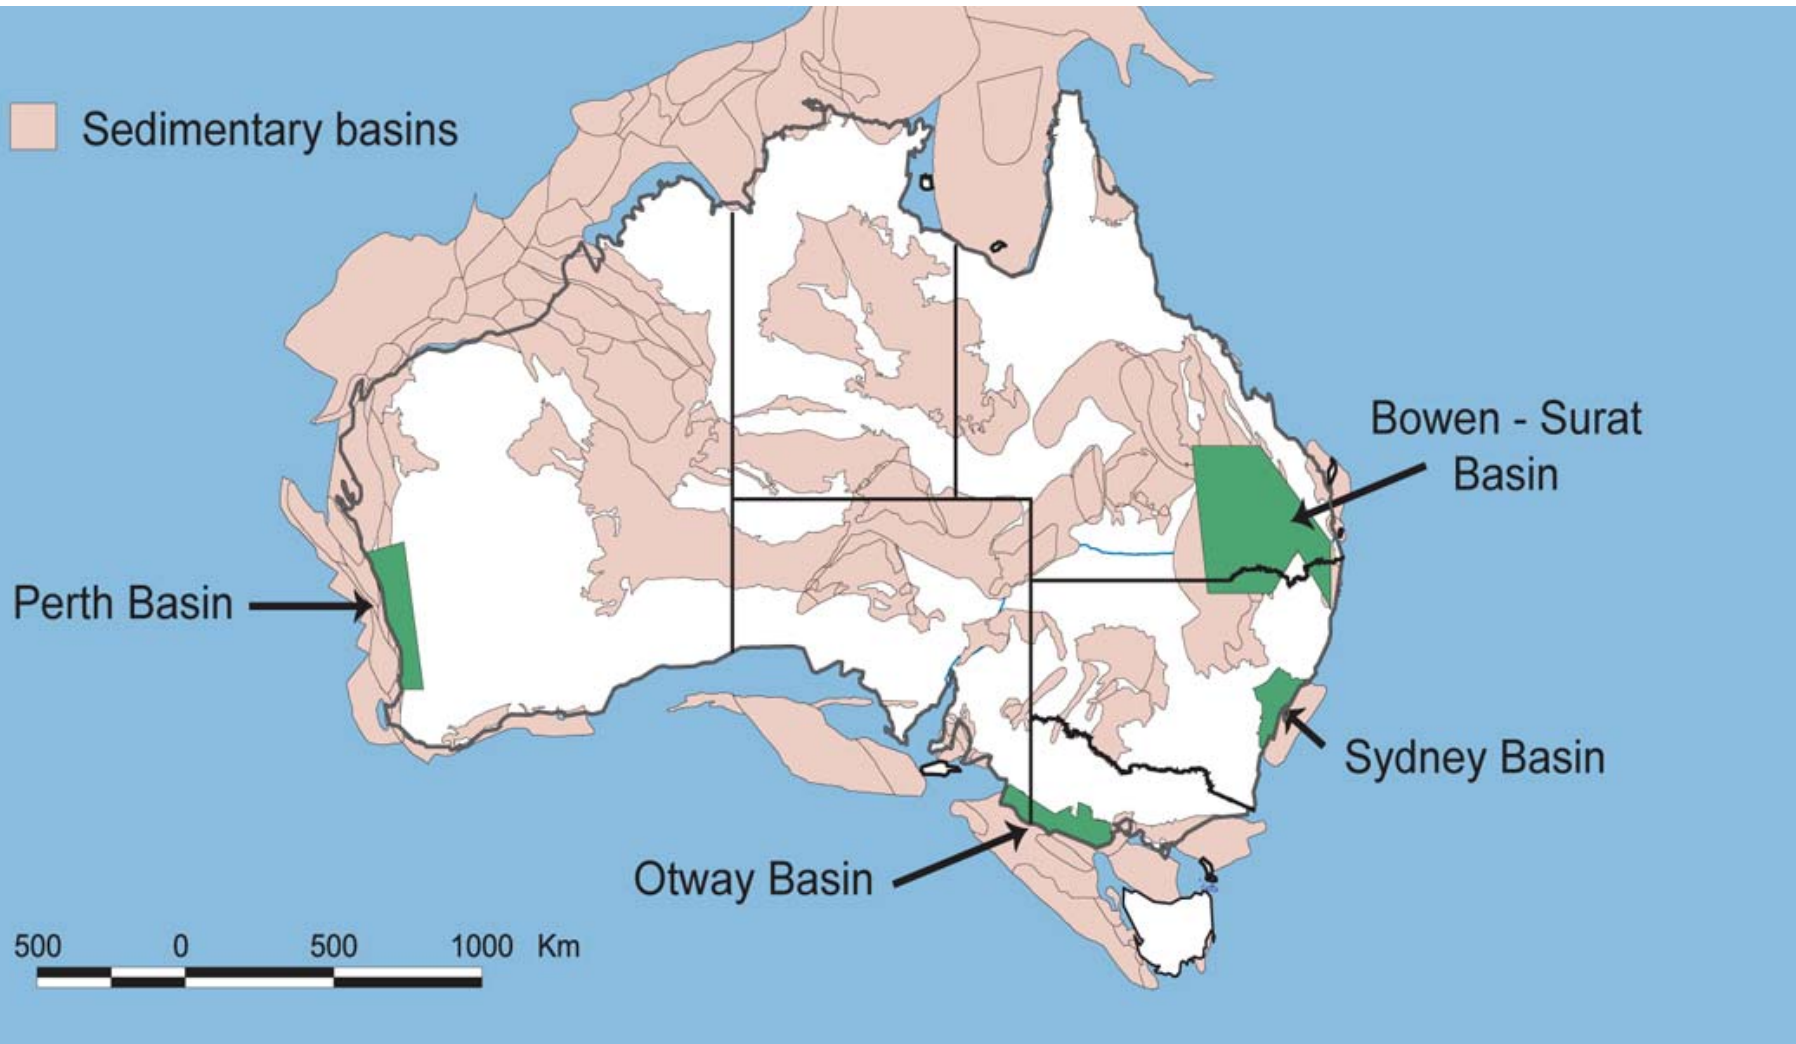 Sedimentary basins
Bowen - Surat
Basin
Perth Basin
Sydney Basin
Otway Basin
500 0 500 1000 Km